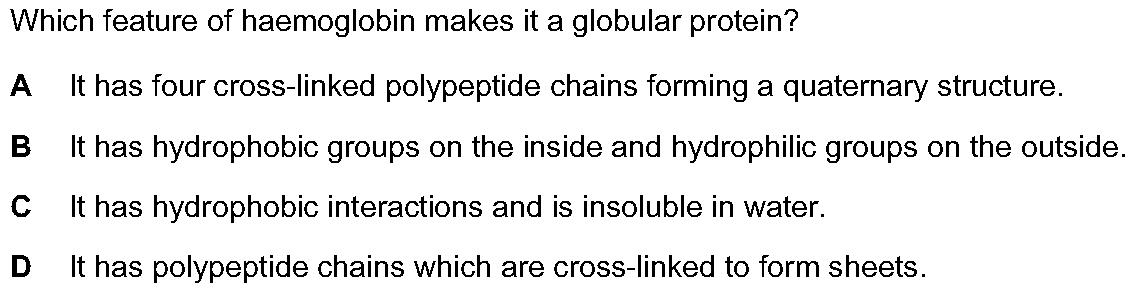 Which feature of haemoglobin makes it a globular protein?
A It has four cross-linked polypeptide chains forming a quaternary structure.
B It has hydrophobic groups on the inside and hydrophilic groups on the outside.
C It has hydrophobic interactions and is insoluble in water.
D It has polypeptide chains which are cross-linked to form sheets.